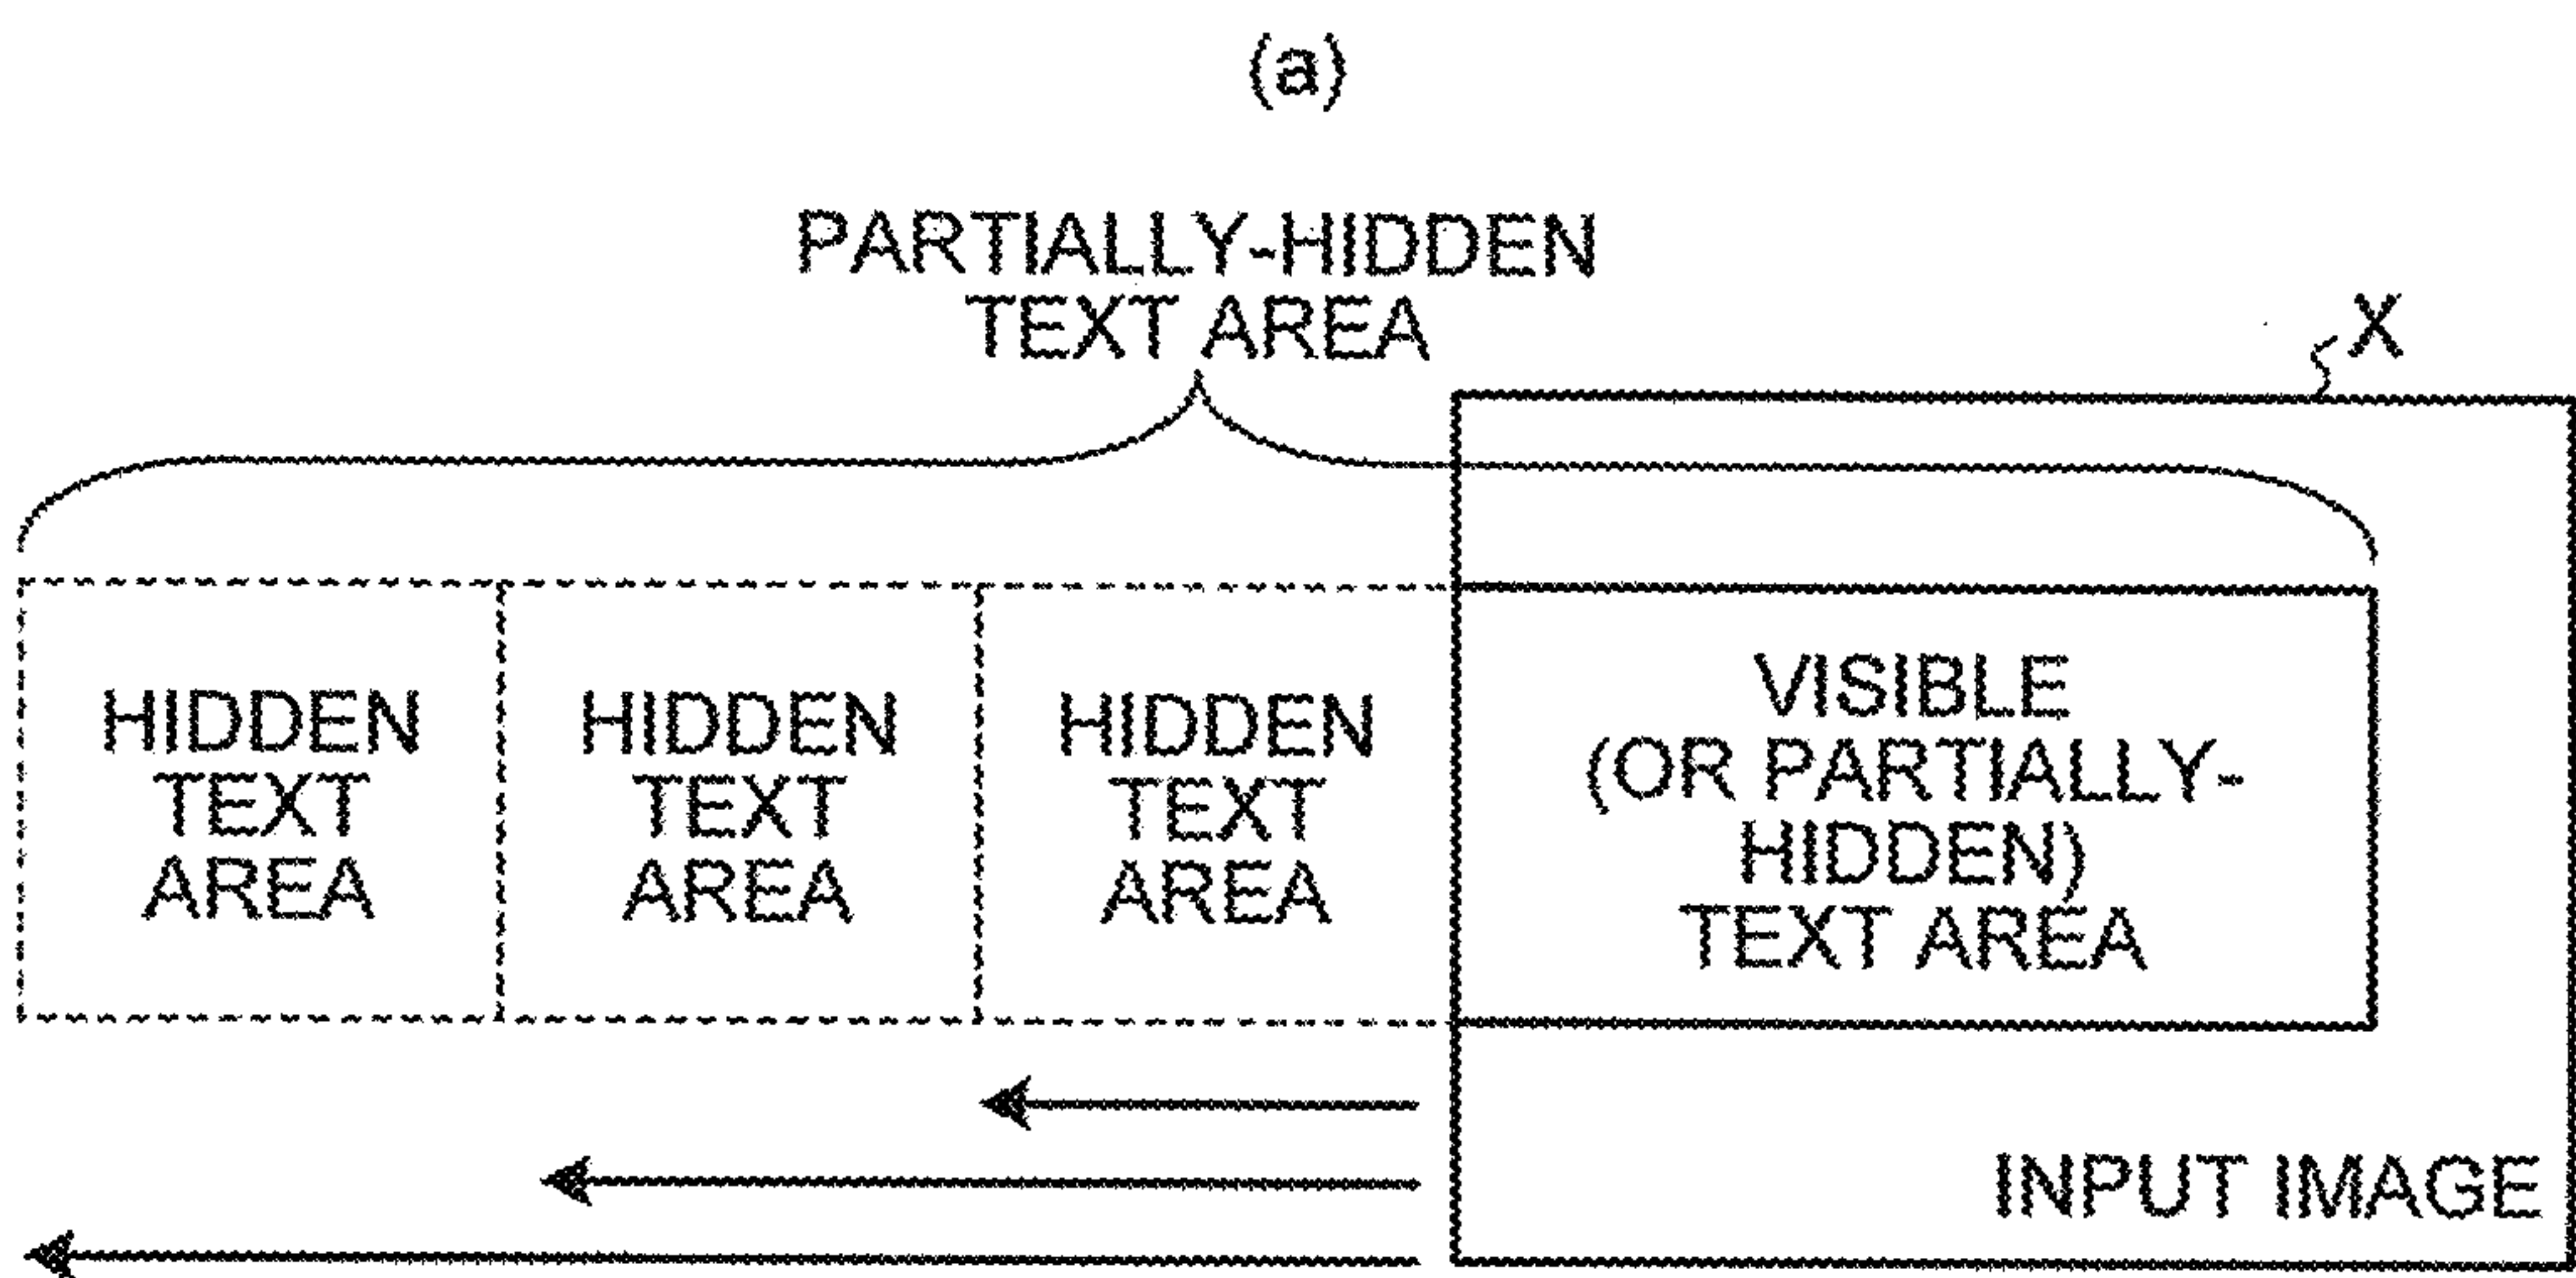 (a)
PARTIALLY-HIDDEN
TEXT AREA
X
HIDDEN
TEXT
AREA
HIDDEN
TEXT
AREA
HIDDEN
TEXT
AREA
VISIBLE
(OR PARTIALLY-
HIDDEN)
TEXT AREA
INPUT IMAGE